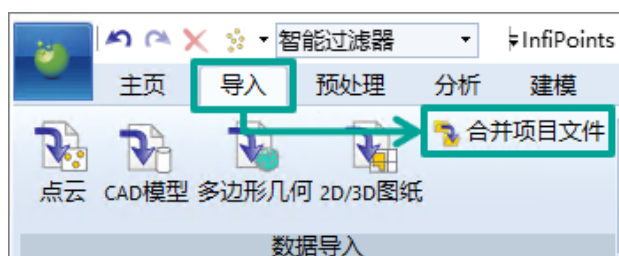 智能过滤器 InfiPoints
主页 导入 预处理 分析 建模
合并项目文件
点云 CAD模型 多边形几何 2D/3D图纸
数据导入